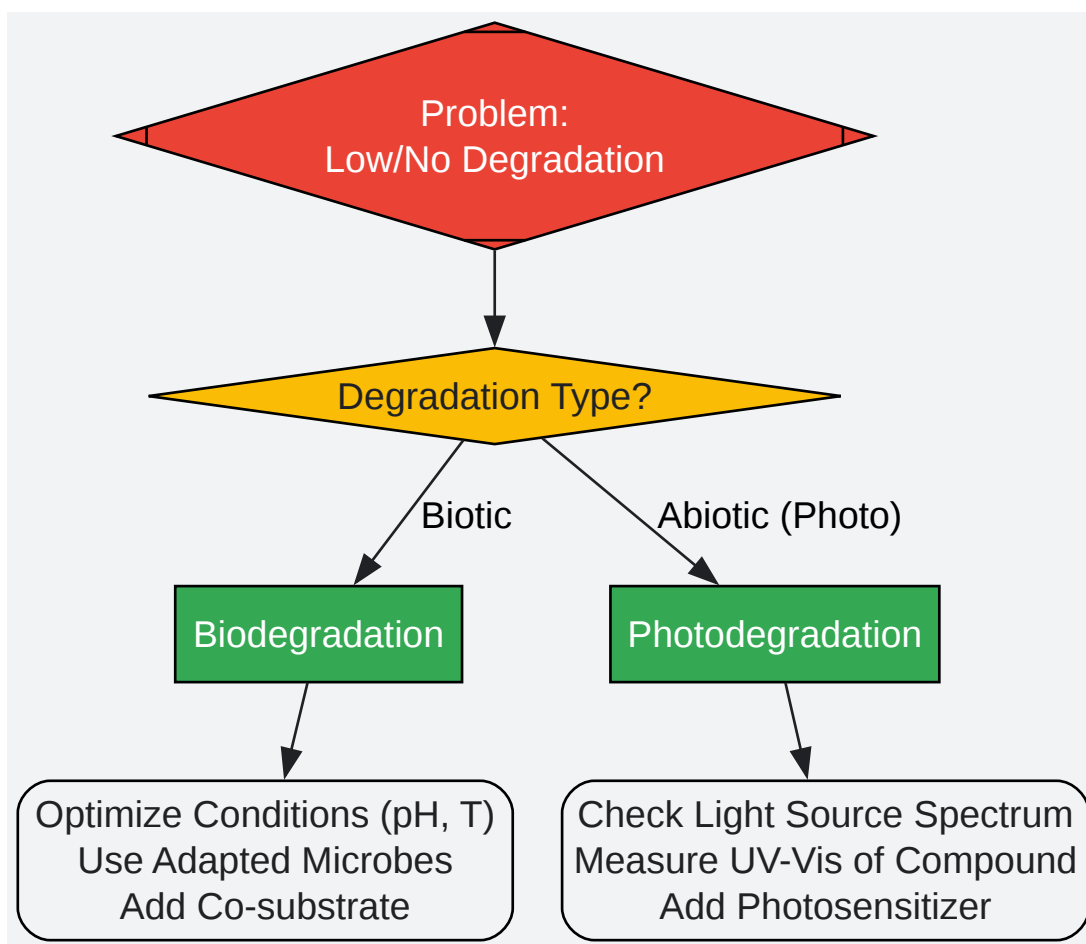 Problem:
Low/No Degradation
Degradation Type?
Biotic
Abiotic (Photo)
Biodegradation
Photodegradation
Optimize Conditions (pH, T)
Use Adapted Microbes
Add Co-substrate
Check Light Source Spectrum
Measure UV-Vis of Compound
Add Photosensitizer